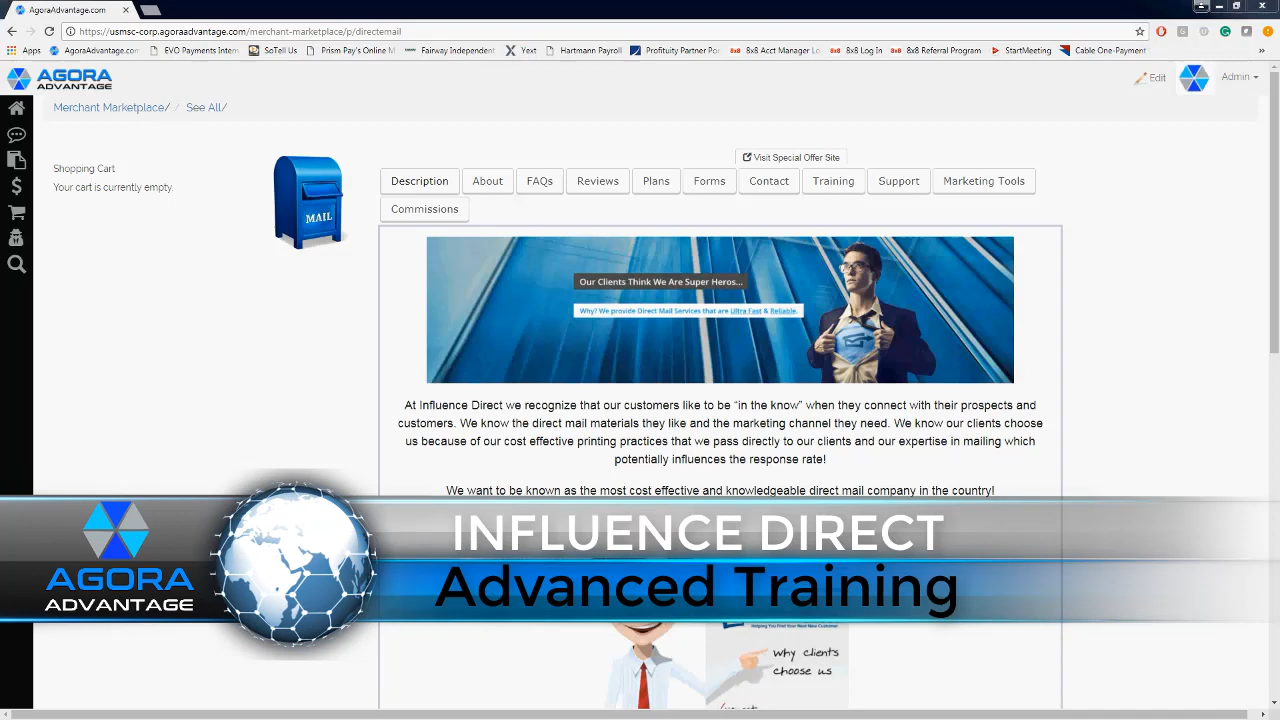 AgoraAdvantage.com
https://usmsc-corp.agoraadvantage.com/merchant-marketplace/p/directemail
Apps AgoraAdvantage.com EVO Payments Intern SoTell Us Prism Pay's Online M Fairway Independent Yext Hartmann Payroll Profituity Partner Por 8x8 Acct Manager Lo 8x8 Log In 8x8 Referral Program StartMeeting Cable One-Payment
AGORA
ADVANTAGE
Edit
Admin
Merchant Marketplace/ / See All/
Visit Special Offer Site
Shopping Cart
Your cart is currently empty.
MAIL
Description About FAQs Reviews Plans Forms Contact Training Support Marketing Tools
Commissions
Our Clients Think We Are Super Heros...
Why? We provide Direct Mail Services that are Ultra Fast & Reliable.
At Influence Direct we recognize that our customers like to be “in the know” when they connect with their prospects and
customers. We know the direct mail materials they like and the marketing channel they need. We know our clients choose
us because of our cost effective printing practices that we pass directly to our clients and our expertise in mailing which
potentially influences the response rate!
We want to be known as the most cost effective and knowledgeable direct mail company in the country!
AGORA
ADVANTAGE
INFLUENCE DIRECT
Advanced Training
Helping You Find Your Next New Customer
why clients
choose us